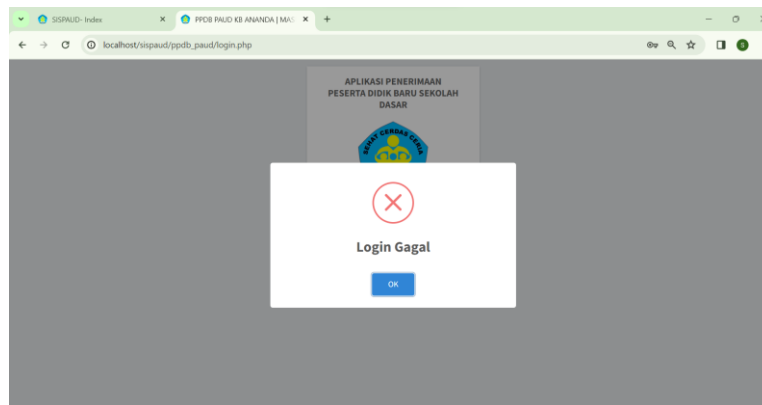 SISPAUD- Index
PPDB PAUD KB ANANDA | MAS
localhost/sispaud/ppdb_paud/login.php
APLIKASI PENERIMAAN
PESERTA DIDIK BARU SEKOLAH
DASAR
SEHAT CERDAS CERIA
Login Gagal
OK